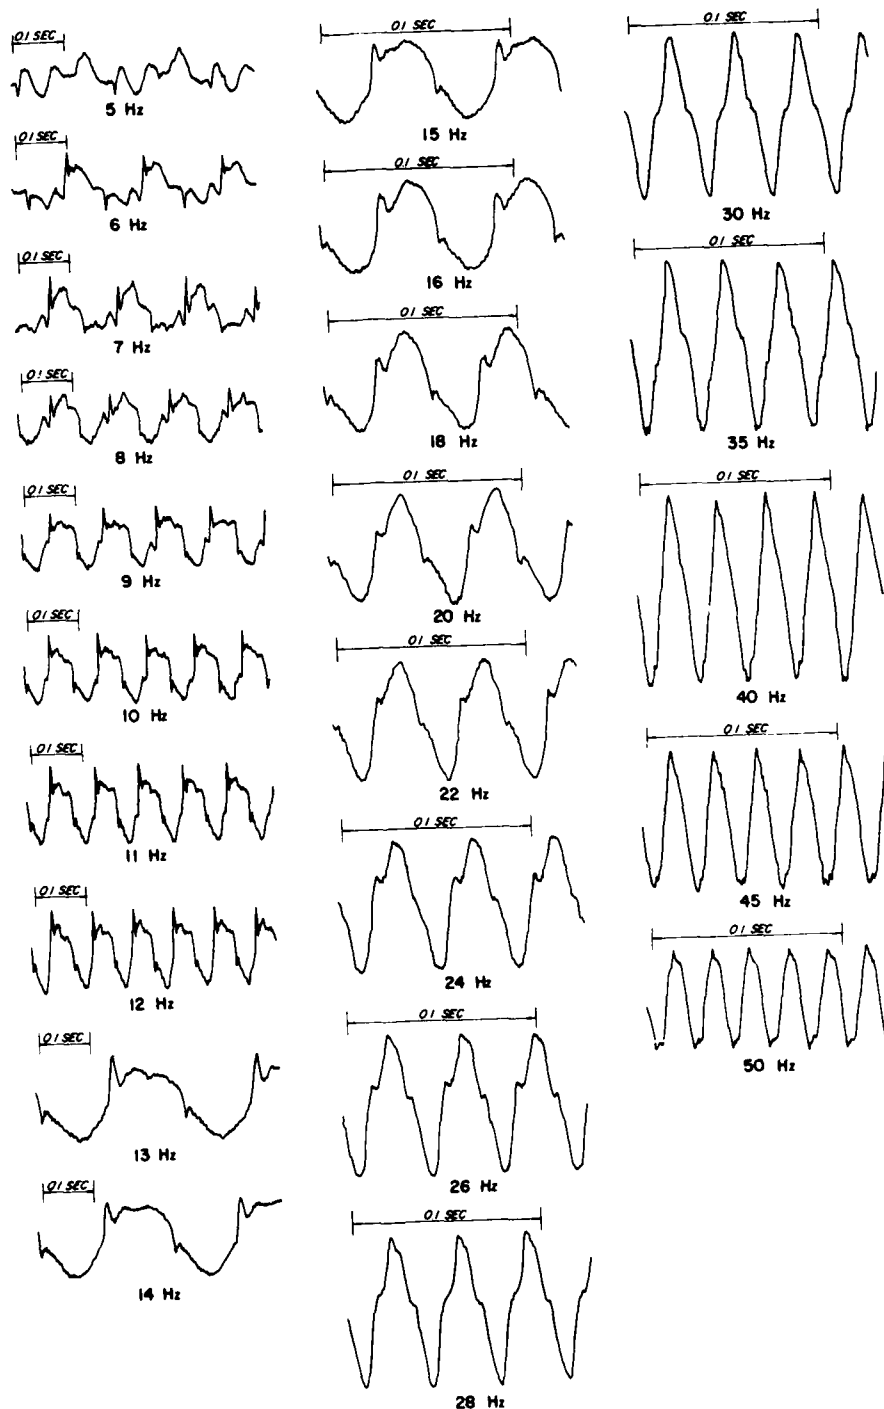 0.1 SEC
5 Hz
0.1 SEC
6 Hz
0.1 SEC
7 Hz
0.1 SEC
8 Hz
0.1 SEC
9 Hz
0.1 SEC
10 Hz
0.1 SEC
11 Hz
0.1 SEC
12 Hz
0.1 SEC
13 Hz
0.1 SEC
14 Hz
0.1 SEC
15 Hz
0.1 SEC
16 Hz
0.1 SEC
18 Hz
0.1 SEC
20 Hz
0.1 SEC
22 Hz
0.1 SEC
24 Hz
0.1 SEC
26 Hz
0.1 SEC
28 Hz
0.1 SEC
30 Hz
0.1 SEC
35 Hz
0.1 SEC
40 Hz
0.1 SEC
45 Hz
0.1 SEC
50 Hz